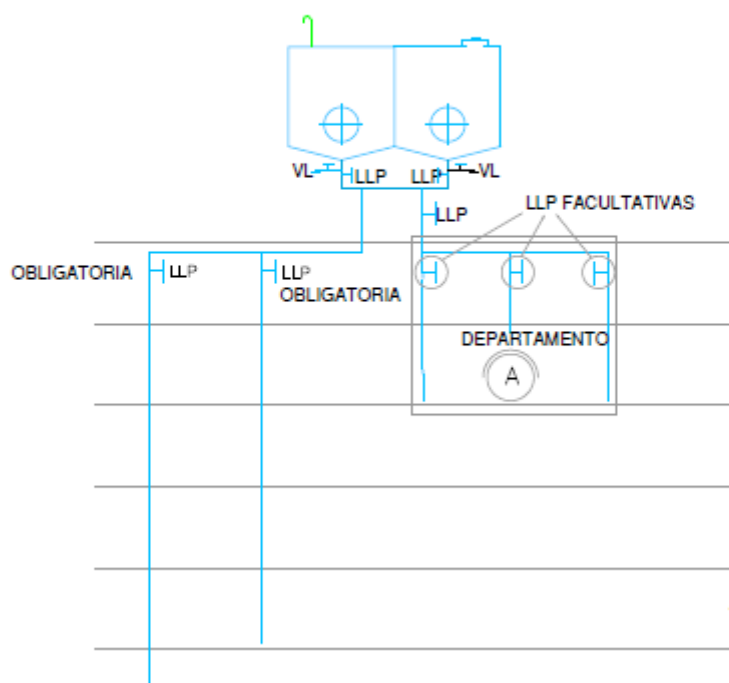 VL
LLP
LLP
VL
LLP
LLP FACULTATIVAS
OBLIGATORIA
LLP
LLP
OBLIGATORIA
DEPARTAMENTO
A